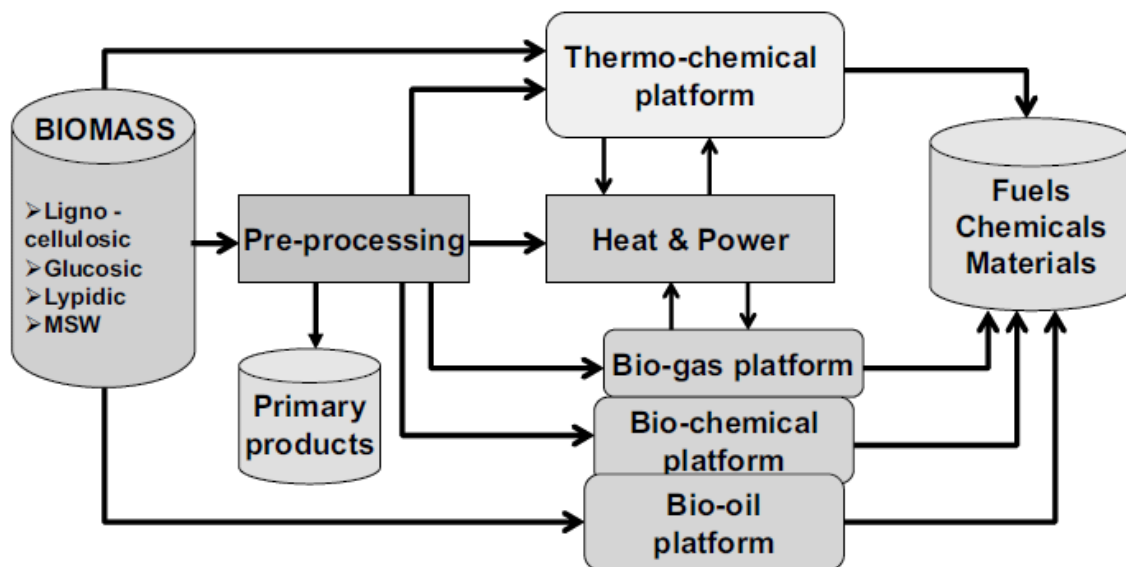 Thermo-chemical
platform
BIOMASS
➢Ligno -
cellulosic
➢Glucosic
➢Lypidic
➢MSW
Pre-processing
Heat & Power
Fuels
Chemicals
Materials
Primary
products
Bio-gas platform
Bio-chemical
platform
Bio-oil
platform